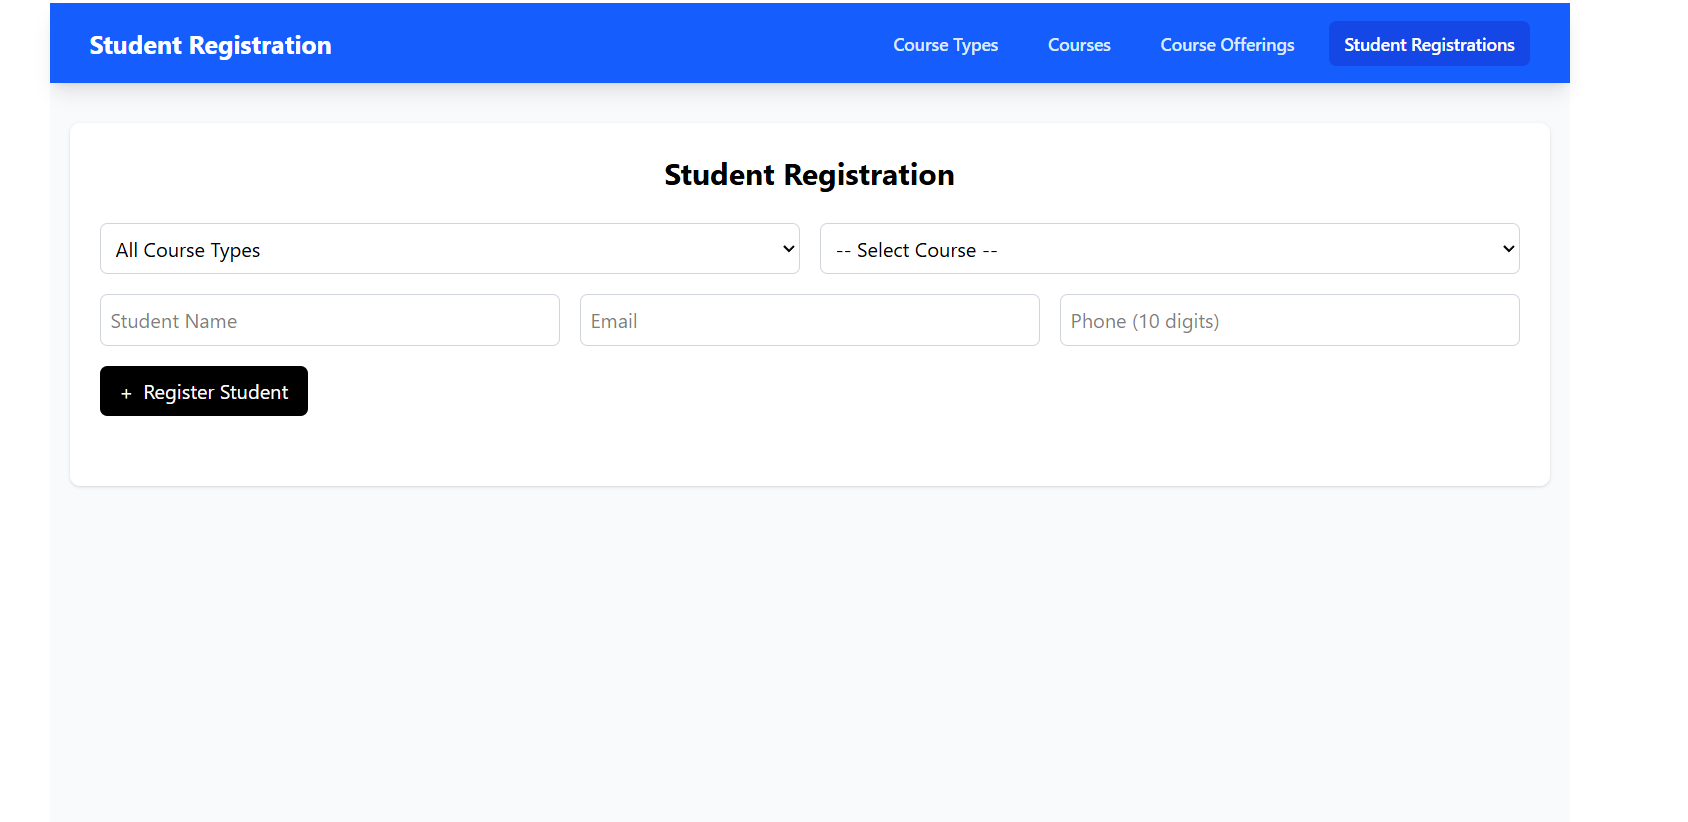 Student Registration Course Types Courses Course Offerings Student Registrations
Student Registration
All Course Types -- Select Course --
Student Name Email Phone (10 digits)
+ Register Student